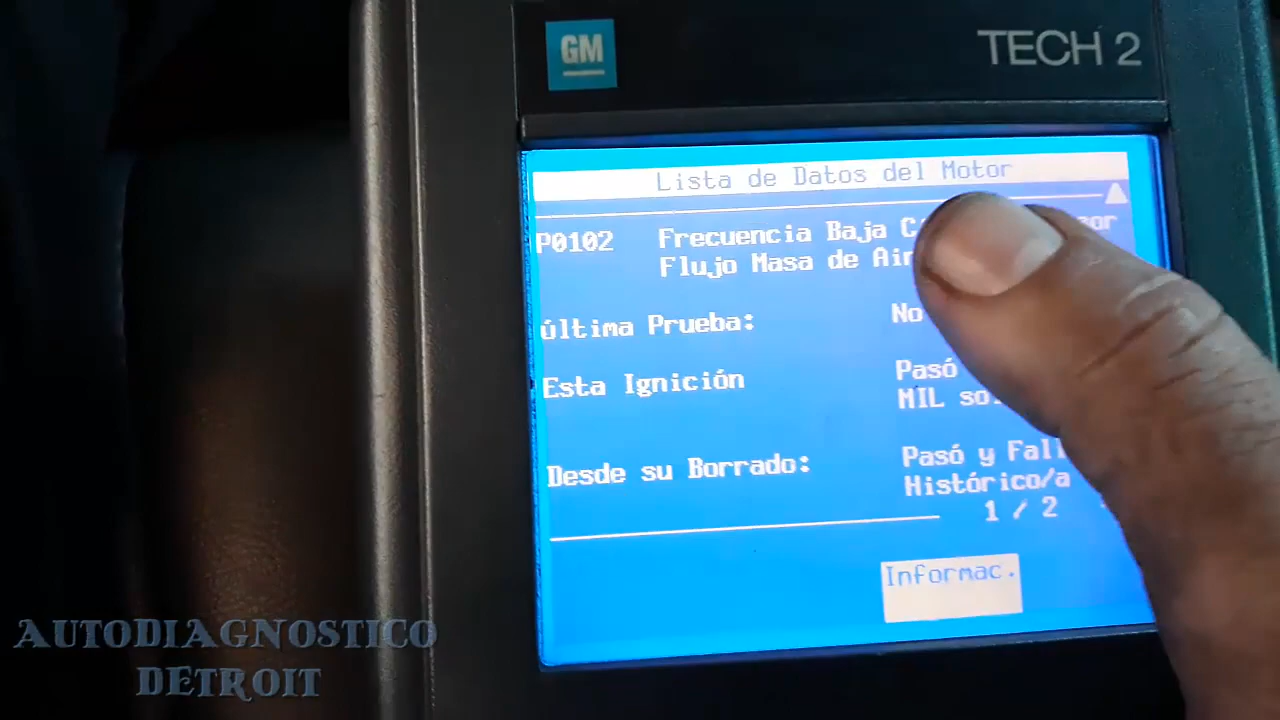 GM
TECH 2
Lista de Datos del Motor
P0102 Frecuencia Baja
Flujo Masa de
última Prueba: No
Esta Ignición Pasó
MIL
Desde su Borrado: Pasó y
Histórico/a
1 / 2
Informac.
AUTODIAGNOSTICO
DETROIT